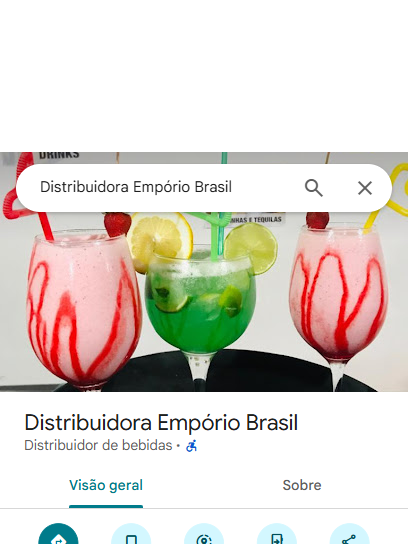 DRINKS
Distribuidora Empório Brasil
NHAS E TEQUILAS
Distribuidora Empório Brasil
Distribuidor de bebidas ·
Visão geral
Sobre